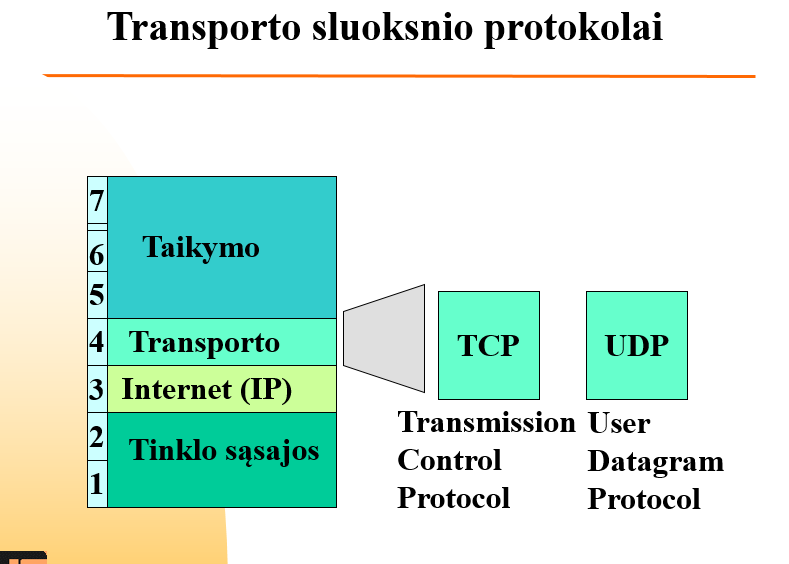 Transporto sluoksnio protokolai
7
6
5
Taikymo
4 Transporto
3 Internet (IP)
2
1
Tinklo sąsajos
TCP
Transmission
Control
Protocol
UDP
User
Datagram
Protocol